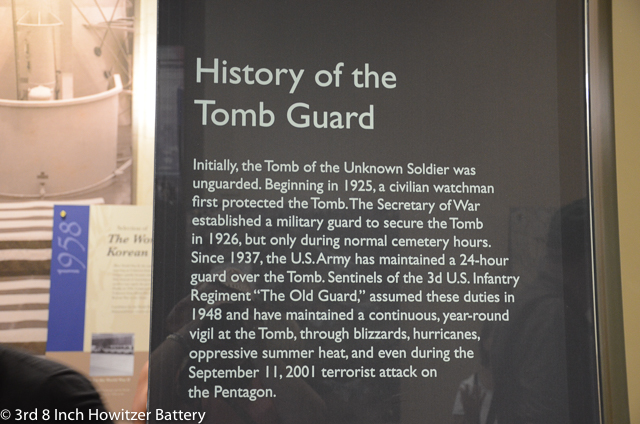 History of the
Tomb Guard
Initially, the Tomb of the Unknown Soldier was
unguarded. Beginning in 1925, a civilian watchman
first protected the Tomb. The Secretary of War
established a military guard to secure the Tomb
in 1926, but only during normal cemetery hours.
Since 1937, the U.S. Army has maintained a 24-hour
guard over the Tomb. Sentinels of the 3d U.S. Infantry
Regiment “The Old Guard,” assumed these duties in
1948 and have maintained a continuous, year-round
vigil at the Tomb, through blizzards, hurricanes,
oppressive summer heat, and even during the
September 11, 2001 terrorist attack on
the Pentagon.
1958
The
Korean
© 3rd 8 Inch Howitzer Battery